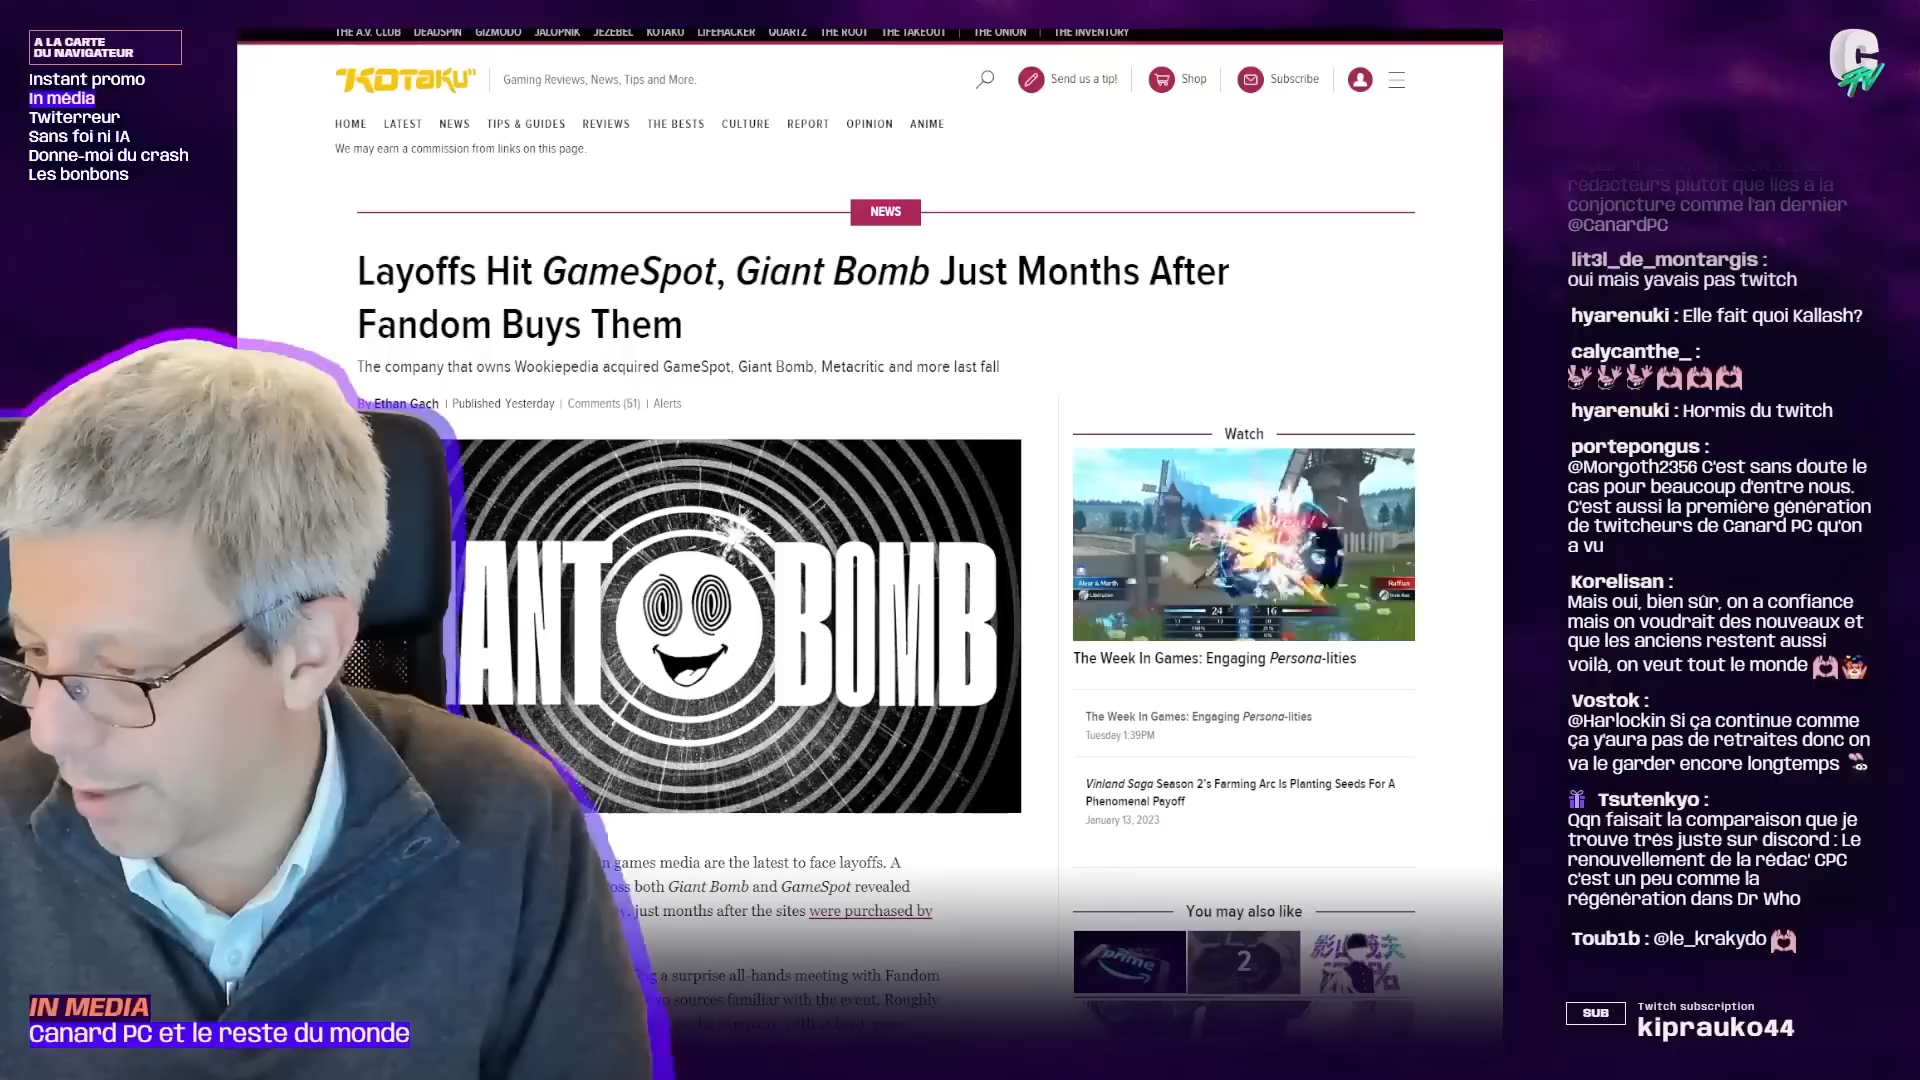 A LA CARTE
DU NAVIGATEUR
Instant promo
In média
Twiterreur
Sans foi ni IA
Donne-moi du crash
Les bonbons
THE A.V. CLUB DEADSPIN GIZMODO JALOPNIK JEZEBEL KOTAKU LIFEHACKER QUARTZ THE ROOT THE TAKEOUT | THE ONION | THE INVENTORY
"KOTAKU"
Gaming Reviews, News, Tips and More.
Send us a tip!
Shop
Subscribe
HOME LATEST NEWS TIPS & GUIDES REVIEWS THE BESTS CULTURE REPORT OPINION ANIME
We may earn a commission from links on this page.
NEWS
Layoffs Hit GameSpot, Giant Bomb Just Months After
Fandom Buys Them
The company that owns Wookiepedia acquired GameSpot, Giant Bomb, Metacritic and more last fall
By Ethan Gach | Published Yesterday | Comments (51) | Alerts
ANT BOMB
n games media are the latest to face layoffs. A
oss both Giant Bomb and GameSpot revealed
, just months after the sites were purchased by
g a surprise all-hands meeting with Fandom
o sources familiar with the event. Roughly
Watch
Break!
Alear & Marth
Ruffian
24
16
The Week In Games: Engaging Persona-lities
The Week In Games: Engaging Persona-lities
Tuesday 1:39PM
Vinland Saga Season 2's Farming Arc Is Planting Seeds For A
Phenomenal Payoff
January 13, 2023
You may also like
prime
2
C
TV
rédacteurs plutôt que liés à la
conjoncture comme l'an dernier
@CanardPC
lit3l_de_montargis :
oui mais yavais pas twitch
hyarenuki : Elle fait quoi Kallash?
calycanthe_ :
hyarenuki : Hormis du twitch
portepongus :
@Morgoth2356 C'est sans doute le
cas pour beaucoup d'entre nous.
C'est aussi la première génération
de twitcheurs de Canard PC qu'on
a vu
Korelisan :
Mais oui, bien sûr, on a confiance
mais on voudrait des nouveaux et
que les anciens restent aussi
voilà, on veut tout le monde
Vostok :
@Harlockin Si ça continue comme
ça y'aura pas de retraites donc on
va le garder encore longtemps
Tsutenkyo :
Qqn faisait la comparaison que je
trouve très juste sur discord : Le
renouvellement de la rédac' CPC
c'est un peu comme la
régénération dans Dr Who
Toub1b : @le_krakydo
SUB
Twitch subscription
kiprauko44
IN MEDIA
Canard PC et le reste du monde